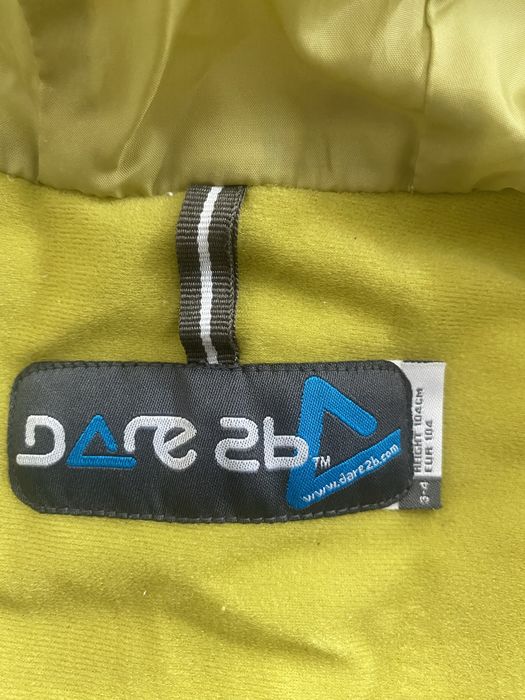 Dare 2b
TM
www.dare2b.com
3-4
EUR 104
HEIGHT 104CM